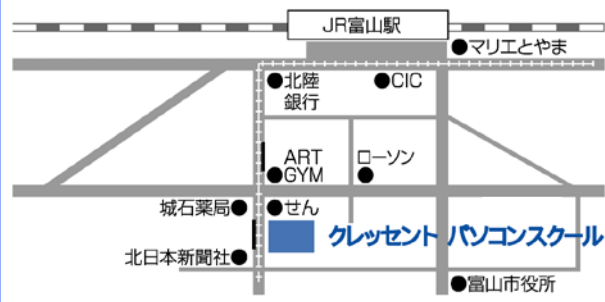 JR富山駅
●マリエとやま
●北陸
銀行
●CIC
ART
●GYM
ローソン
●
城石薬局●
●せん
クレッセント パソコンスクール
北日本新聞社●
●富山市役所